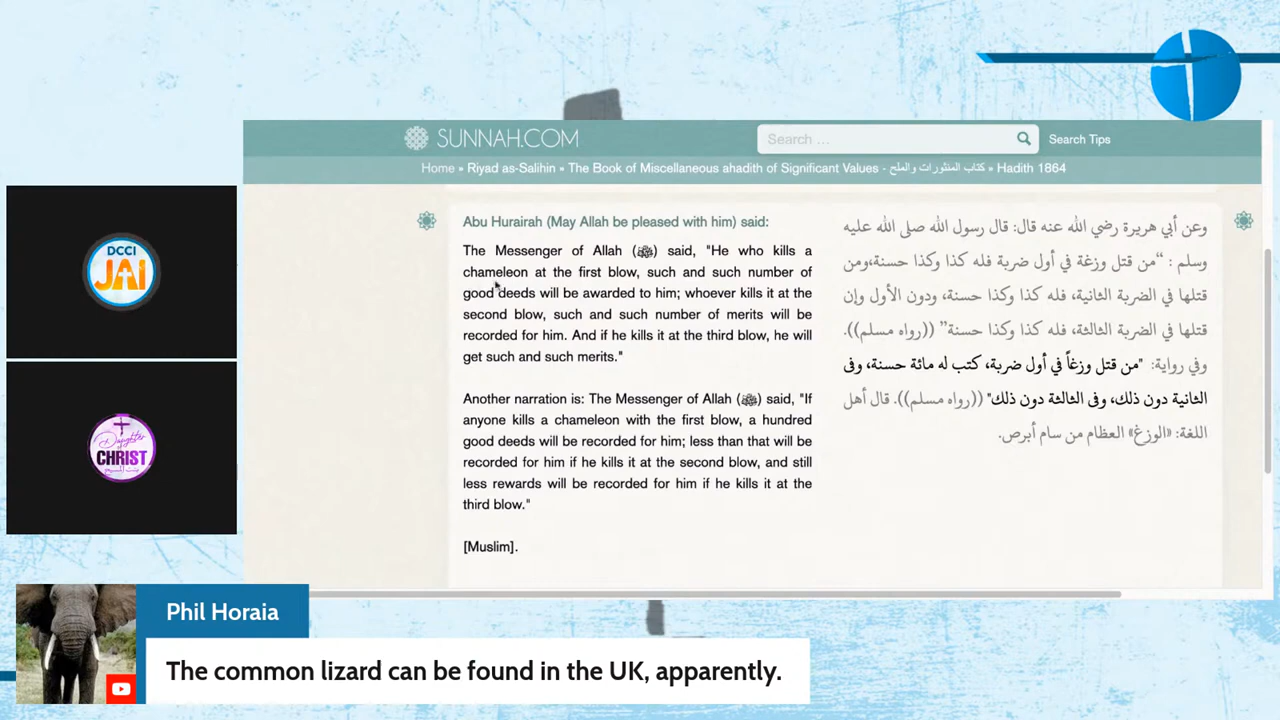 SUNNAH.COM
Search ...
Search Tips
Home » Riyad as-Salihin » The Book of Miscellaneous ahadith of Significant Values - كتاب المنثورات والملح » Hadith 1864
Abu Hurairah (May Allah be pleased with him) said:
The Messenger of Allah (ﷺ) said, "He who kills a
chameleon at the first blow, such and such number of
good deeds will be awarded to him; whoever kills it at the
second blow, such and such number of merits will be
recorded for him. And if he kills it at the third blow, he will
get such and such merits."
Another narration is: The Messenger of Allah (ﷺ) said, "If
anyone kills a chameleon with the first blow, a hundred
good deeds will be recorded for him; less than that will be
recorded for him if he kills it at the second blow, and still
less rewards will be recorded for him if he kills it at the
third blow."
[Muslim].
وعن أبي هريرة رضي الله عنه قال: قال رسول الله صلى الله عليه
وسلم : “من قتل وزغة في أول ضربة فله كذا وكذا حسنة،ومن
قتلها في الضربة الثانية، فله كذا وكذا حسنة، ودون الأول وإن
قتلها في الضربة الثالثة، فله كذا وكذا حسنة” ((رواه مسلم)).
وفي رواية: "من قتل وزغاً في أول ضربة، كتب له مائة حسنة، وفى
الثانية دون ذلك، وفى الثالثة دون ذلك" ((رواه مسلم)). قال أهل
اللغة: «الوزغ» العظام من سام أبرص.
DCCI
JAI
Daughter
of
CHRIST
Phil Horaia
The common lizard can be found in the UK, apparently.